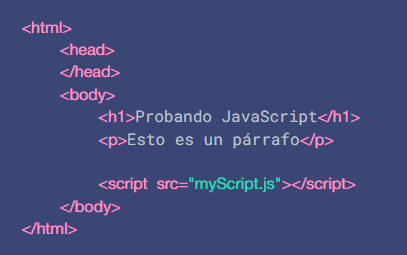 <html>
<head>
</head>
<body>
<h1>Probando JavaScript</h1>
<p>Esto es un párrafo</p>
<script src="myScript.js"></script>
</body>
</html>